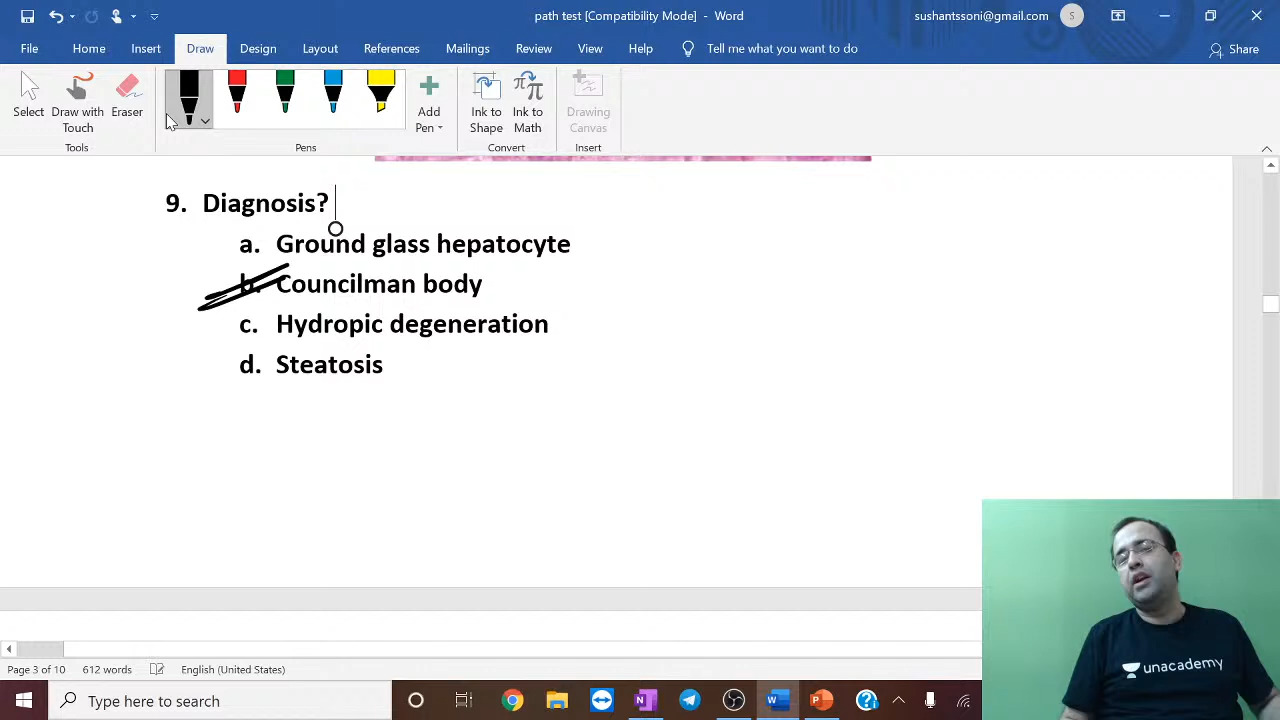 path test [Compatibility Mode] - Word
sushantssoni@gmail.com
S
File Home Insert Draw Design Layout References Mailings Review View Help Tell me what you want to do Share
Select Draw with Touch Eraser Add Pen Ink to Shape Ink to Math Drawing Canvas
Tools Pens Convert Insert
9. Diagnosis?
a. Ground glass hepatocyte
b. Councilman body
c. Hydropic degeneration
d. Steatosis
unacademy
Page 3 of 10 612 words English (United States)
Type here to search